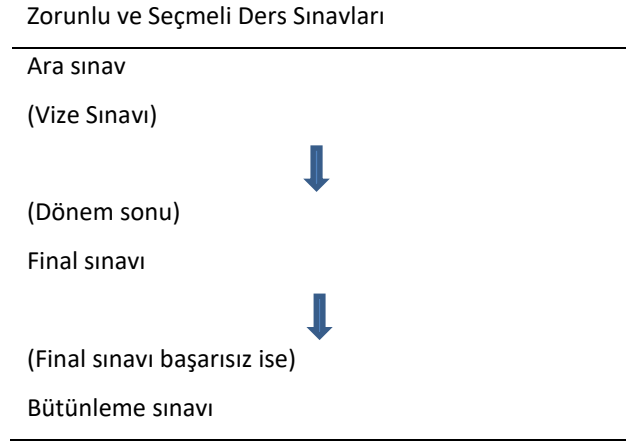 Zorunlu ve Seçmeli Ders Sınavları
Ara sınav
(Vize Sınavı)
(Dönem sonu)
Final sınavı
(Final sınavı başarısız ise)
Bütünleme sınavı